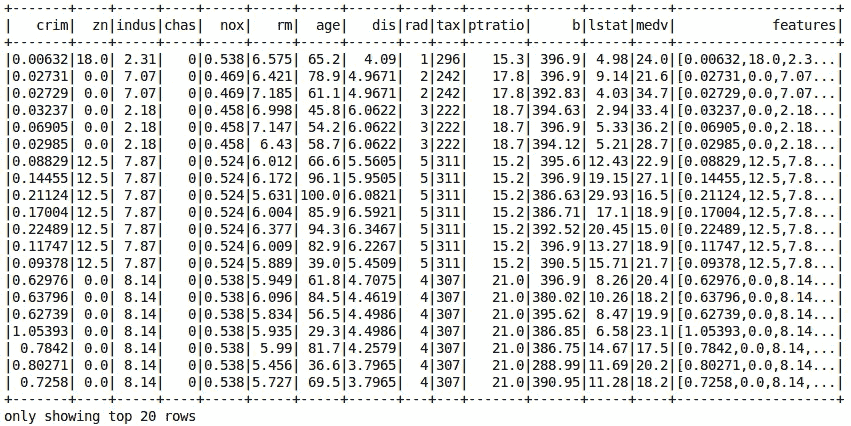 +-------+----+-----+----+-----+-----+-----+------+---+---+-------+------+-----+----+--------------------+
|   crim|  zn|indus|chas|  nox|   rm|  age|   dis|rad|tax|ptratio|     b|lstat|medv|            features|
+-------+----+-----+----+-----+-----+-----+------+---+---+-------+------+-----+----+--------------------+
|0.00632|18.0| 2.31|   0|0.538|6.575| 65.2|  4.09|  1|296|   15.3| 396.9| 4.98|24.0|[0.00632,18.0,2.3...|
|0.02731| 0.0| 7.07|   0|0.469|6.421| 78.9|4.9671|  2|242|   17.8| 396.9| 9.14|21.6|[0.02731,0.0,7.07...|
|0.02729| 0.0| 7.07|   0|0.469|7.185| 61.1|4.9671|  2|242|   17.8|392.83| 4.03|34.7|[0.02729,0.0,7.07...|
|0.03237| 0.0| 2.18|   0|0.458|6.998| 45.8|6.0622|  3|222|   18.7|394.63| 2.94|33.4|[0.03237,0.0,2.18...|
|0.06905| 0.0| 2.18|   0|0.458|7.147| 54.2|6.0622|  3|222|   18.7| 396.9| 5.33|36.2|[0.06905,0.0,2.18...|
|0.02985| 0.0| 2.18|   0|0.458| 6.43| 58.7|6.0622|  3|222|   18.7|394.12| 5.21|28.7|[0.02985,0.0,2.18...|
|0.08829|12.5| 7.87|   0|0.524|6.012| 66.6|5.5605|  5|311|   15.2| 395.6|12.43|22.9|[0.08829,12.5,7.8...|
|0.14455|12.5| 7.87|   0|0.524|6.172| 96.1|5.9505|  5|311|   15.2| 396.9|19.15|27.1|[0.14455,12.5,7.8...|
|0.21124|12.5| 7.87|   0|0.524|5.631|100.0|6.0821|  5|311|   15.2|386.63|29.93|16.5|[0.21124,12.5,7.8...|
|0.17004|12.5| 7.87|   0|0.524|6.004| 85.9|6.5921|  5|311|   15.2|386.71| 17.1|18.9|[0.17004,12.5,7.8...|
|0.22489|12.5| 7.87|   0|0.524|6.377| 94.3|6.3467|  5|311|   15.2|392.52|20.45|15.0|[0.22489,12.5,7.8...|
|0.11747|12.5| 7.87|   0|0.524|6.009| 82.9|6.2267|  5|311|   15.2| 396.9|13.27|18.9|[0.11747,12.5,7.8...|
|0.09378|12.5| 7.87|   0|0.524|5.889| 39.0|5.4509|  5|311|   15.2| 390.5|15.71|21.7|[0.09378,12.5,7.8...|
|0.62976| 0.0| 8.14|   0|0.538|5.949| 61.8|4.7075|  4|307|   21.0| 396.9| 8.26|20.4|[0.62976,0.0,8.14...|
|0.63796| 0.0| 8.14|   0|0.538|6.096| 84.5|4.4619|  4|307|   21.0|380.02|10.26|18.2|[0.63796,0.0,8.14...|
|0.62739| 0.0| 8.14|   0|0.538|5.834| 56.5|4.4986|  4|307|   21.0|395.62| 8.47|19.9|[0.62739,0.0,8.14...|
|1.05393| 0.0| 8.14|   0|0.538|5.935| 29.3|4.4986|  4|307|   21.0|386.85| 6.58|23.1|[1.05393,0.0,8.14...|
| 0.7842| 0.0| 8.14|   0|0.538| 5.99| 81.7|4.2579|  4|307|   21.0|386.75|14.67|17.5|[0.7842,0.0,8.14,...|
|0.80271| 0.0| 8.14|   0|0.538|5.456| 36.6|3.7965|  4|307|   21.0|288.99|11.69|20.2|[0.80271,0.0,8.14...|
| 0.7258| 0.0| 8.14|   0|0.538|5.727| 69.5|3.7965|  4|307|   21.0|390.95|11.28|18.2|[0.7258,0.0,8.14,...|
+-------+----+-----+----+-----+-----+-----+------+---+---+-------+------+-----+----+--------------------+
only showing top 20 rows